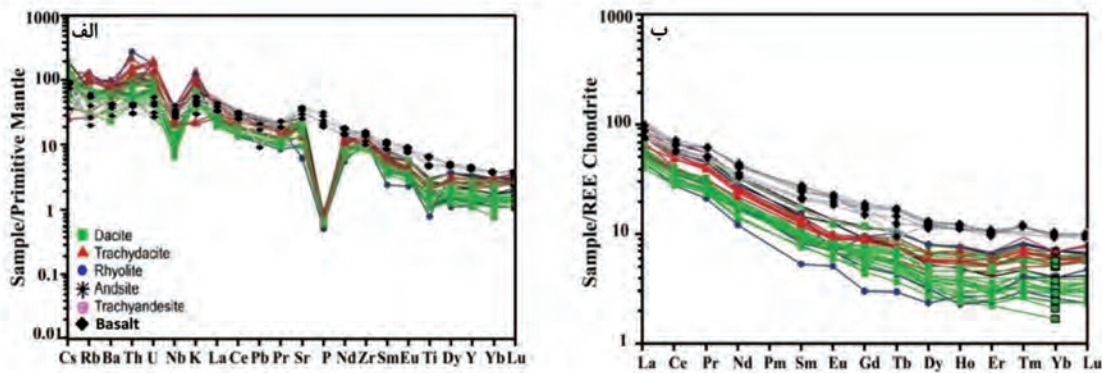 الف
Sample/Primitive Mantle
1000
100
10
1
0.1
0.01
Dacite
Trachydacite
Rhyolite
Andsite
Trachyandesite
Basalt
Cs Rb Ba Th U Nb K La Ce Pb Pr Sr P Nd Zr Sm Eu Ti Dy Y Yb Lu
ب
Sample/REE Chondrite
1000
100
10
1
La Ce Pr Nd Pm Sm Eu Gd Tb Dy Ho Er Tm Yb Lu